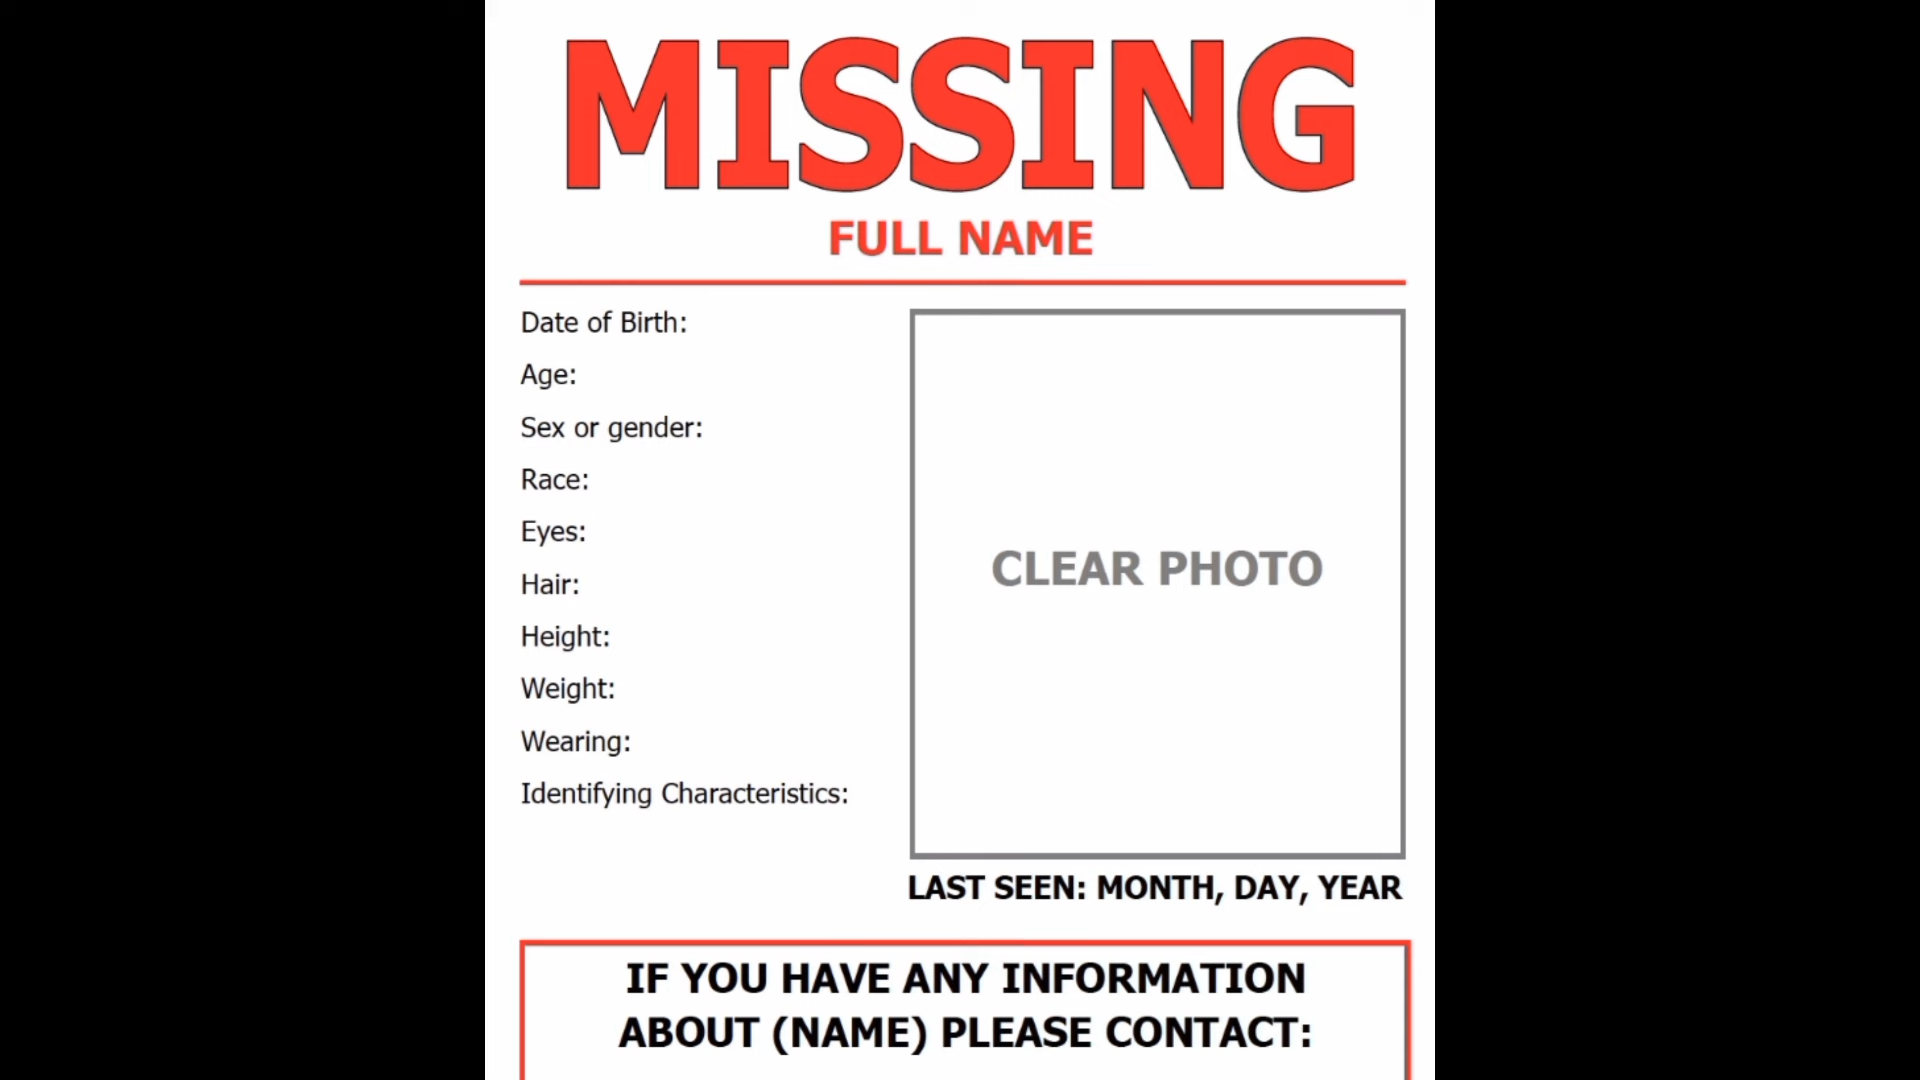 MISSING
FULL NAME
Date of Birth:
Age:
Sex or gender:
Race:
Eyes:
Hair:
Height:
Weight:
Wearing:
Identifying Characteristics:
CLEAR PHOTO
LAST SEEN: MONTH, DAY, YEAR
IF YOU HAVE ANY INFORMATION
ABOUT (NAME) PLEASE CONTACT: